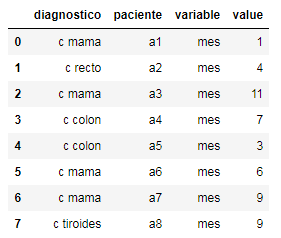 diagnostico paciente variable value
0 c mama a1 mes 1
1 c recto a2 mes 4
2 c mama a3 mes 11
3 c colon a4 mes 7
4 c colon a5 mes 3
5 c mama a6 mes 6
6 c mama a7 mes 9
7 c tiroides a8 mes 9